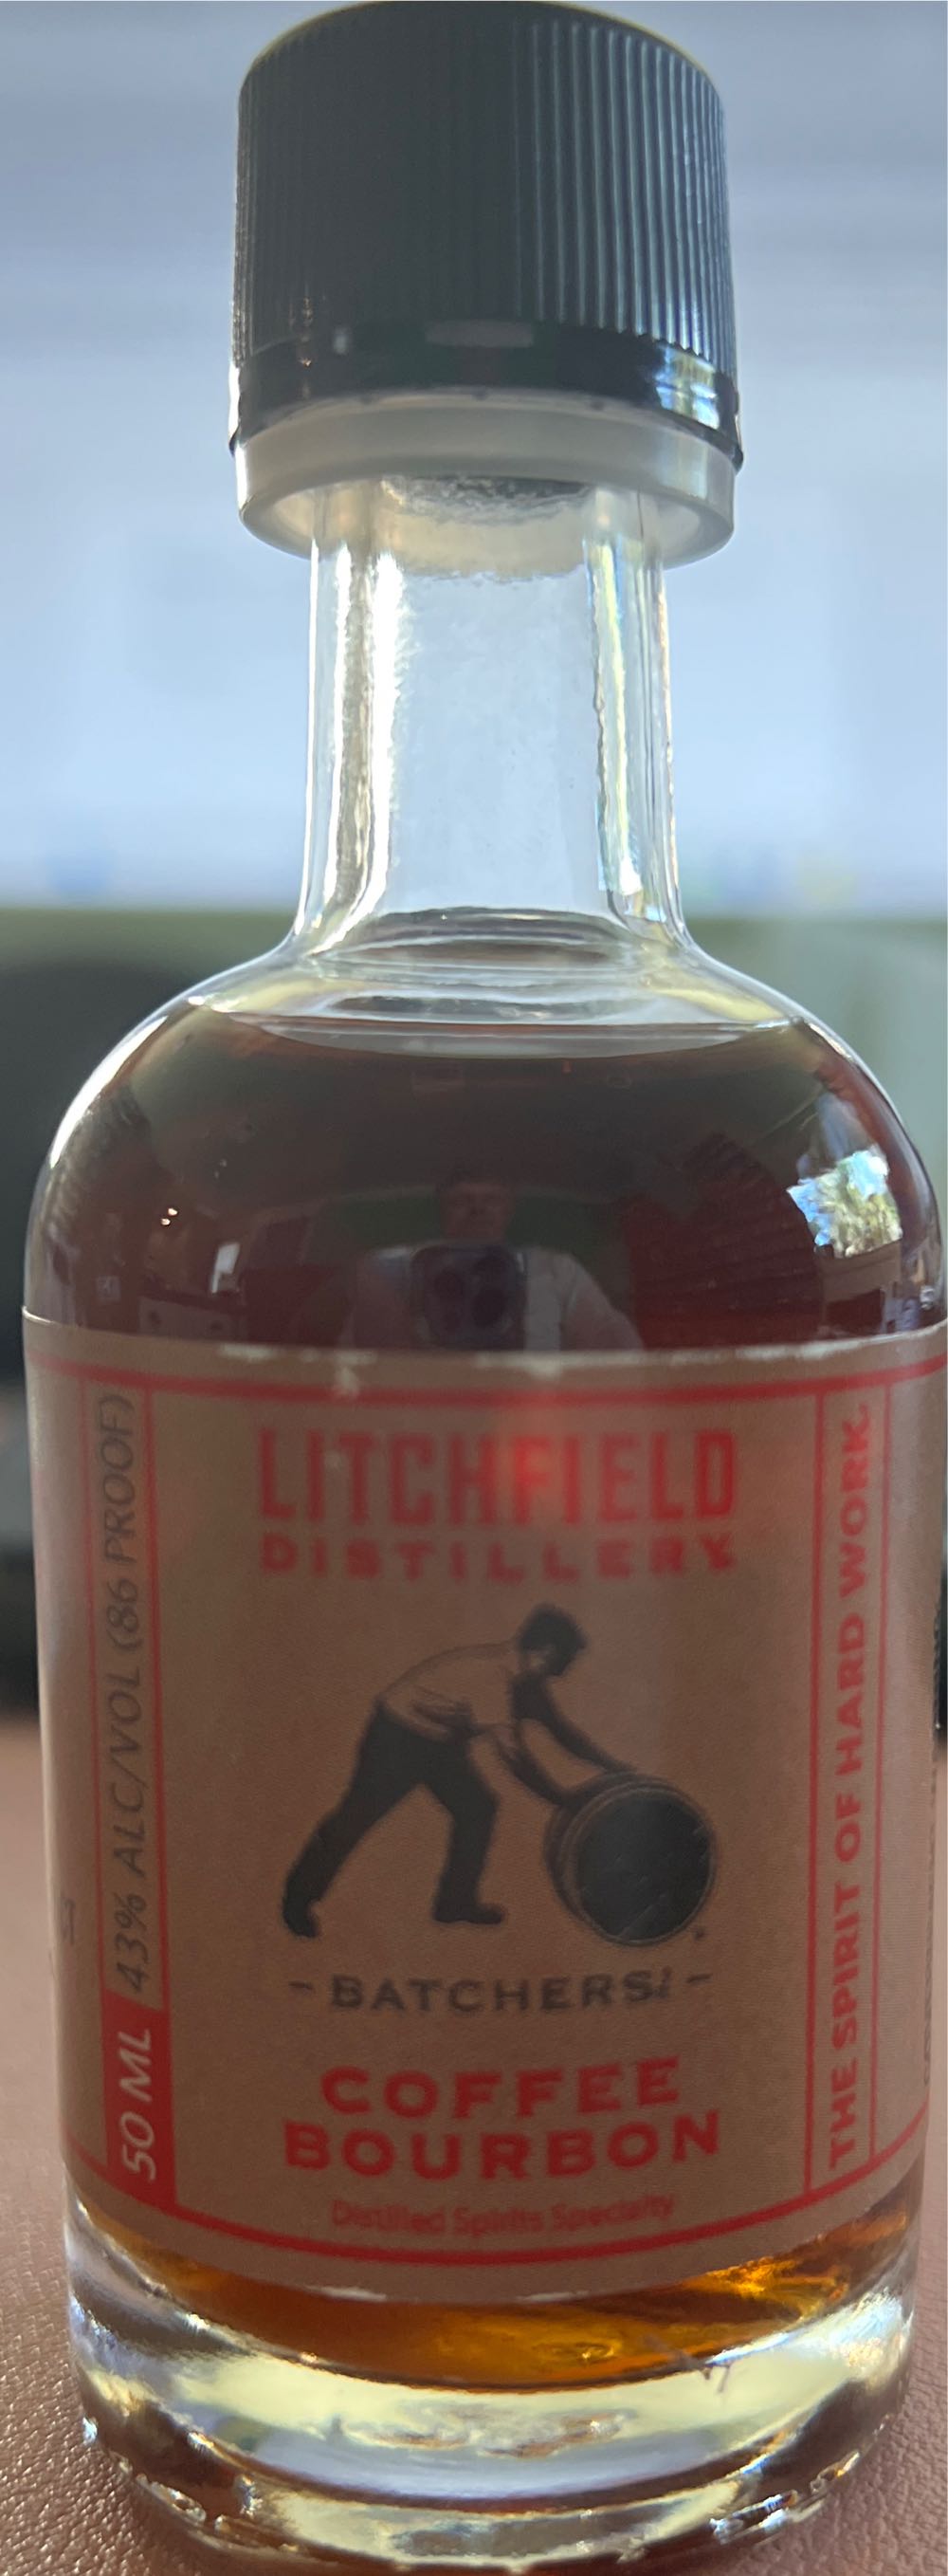 LITCHFIELD
DISTILLERY
- BATCHERS' -
COFFEE
BOURBON
Distilled Spirits Specialty
50 ML 43% ALC/VOL (86 PROOF)
THE SPIRIT OF HARD WORK.